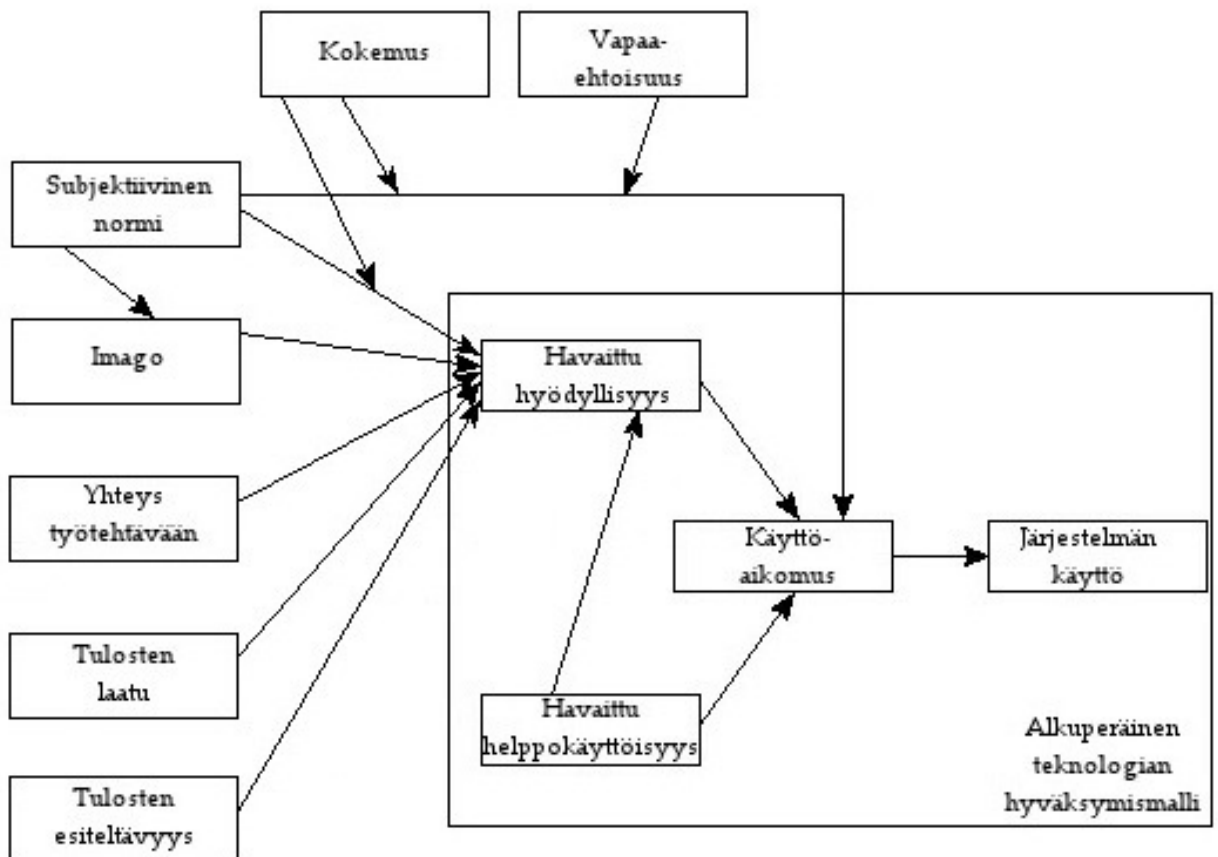 Kokemus
Vapaa-
ehtoisuus
Subjektiivinen
normi
Imago
Havaittu
hyödyllisyys
Yhteys
työtehtävään
Käyttö-
aikomus
Järjestelmän
käyttö
Tulosten
laatu
Havaittu
helppokäyttöisyys
Alkuperäinen
teknologian
hyväksymismalli
Tulosten
esiteltävyys